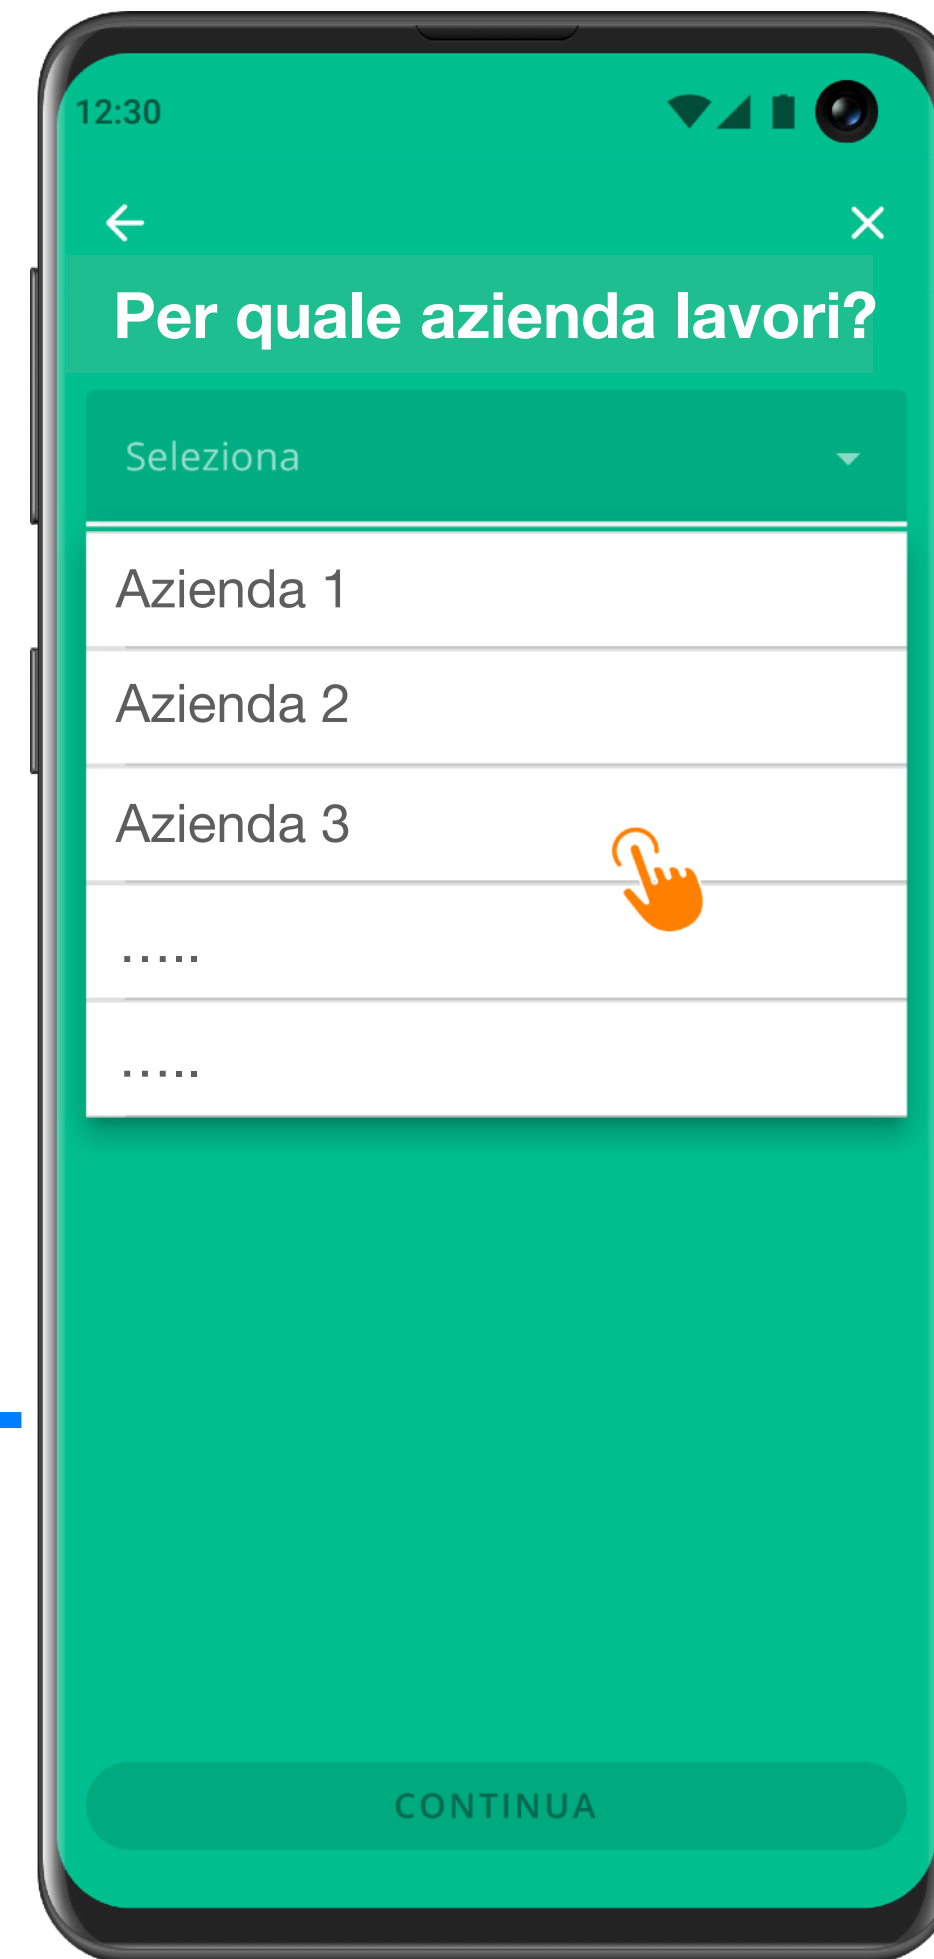 12:30
Per quale azienda lavori?
Seleziona
Azienda 1
Azienda 2
Azienda 3
.....
.....
CONTINUA